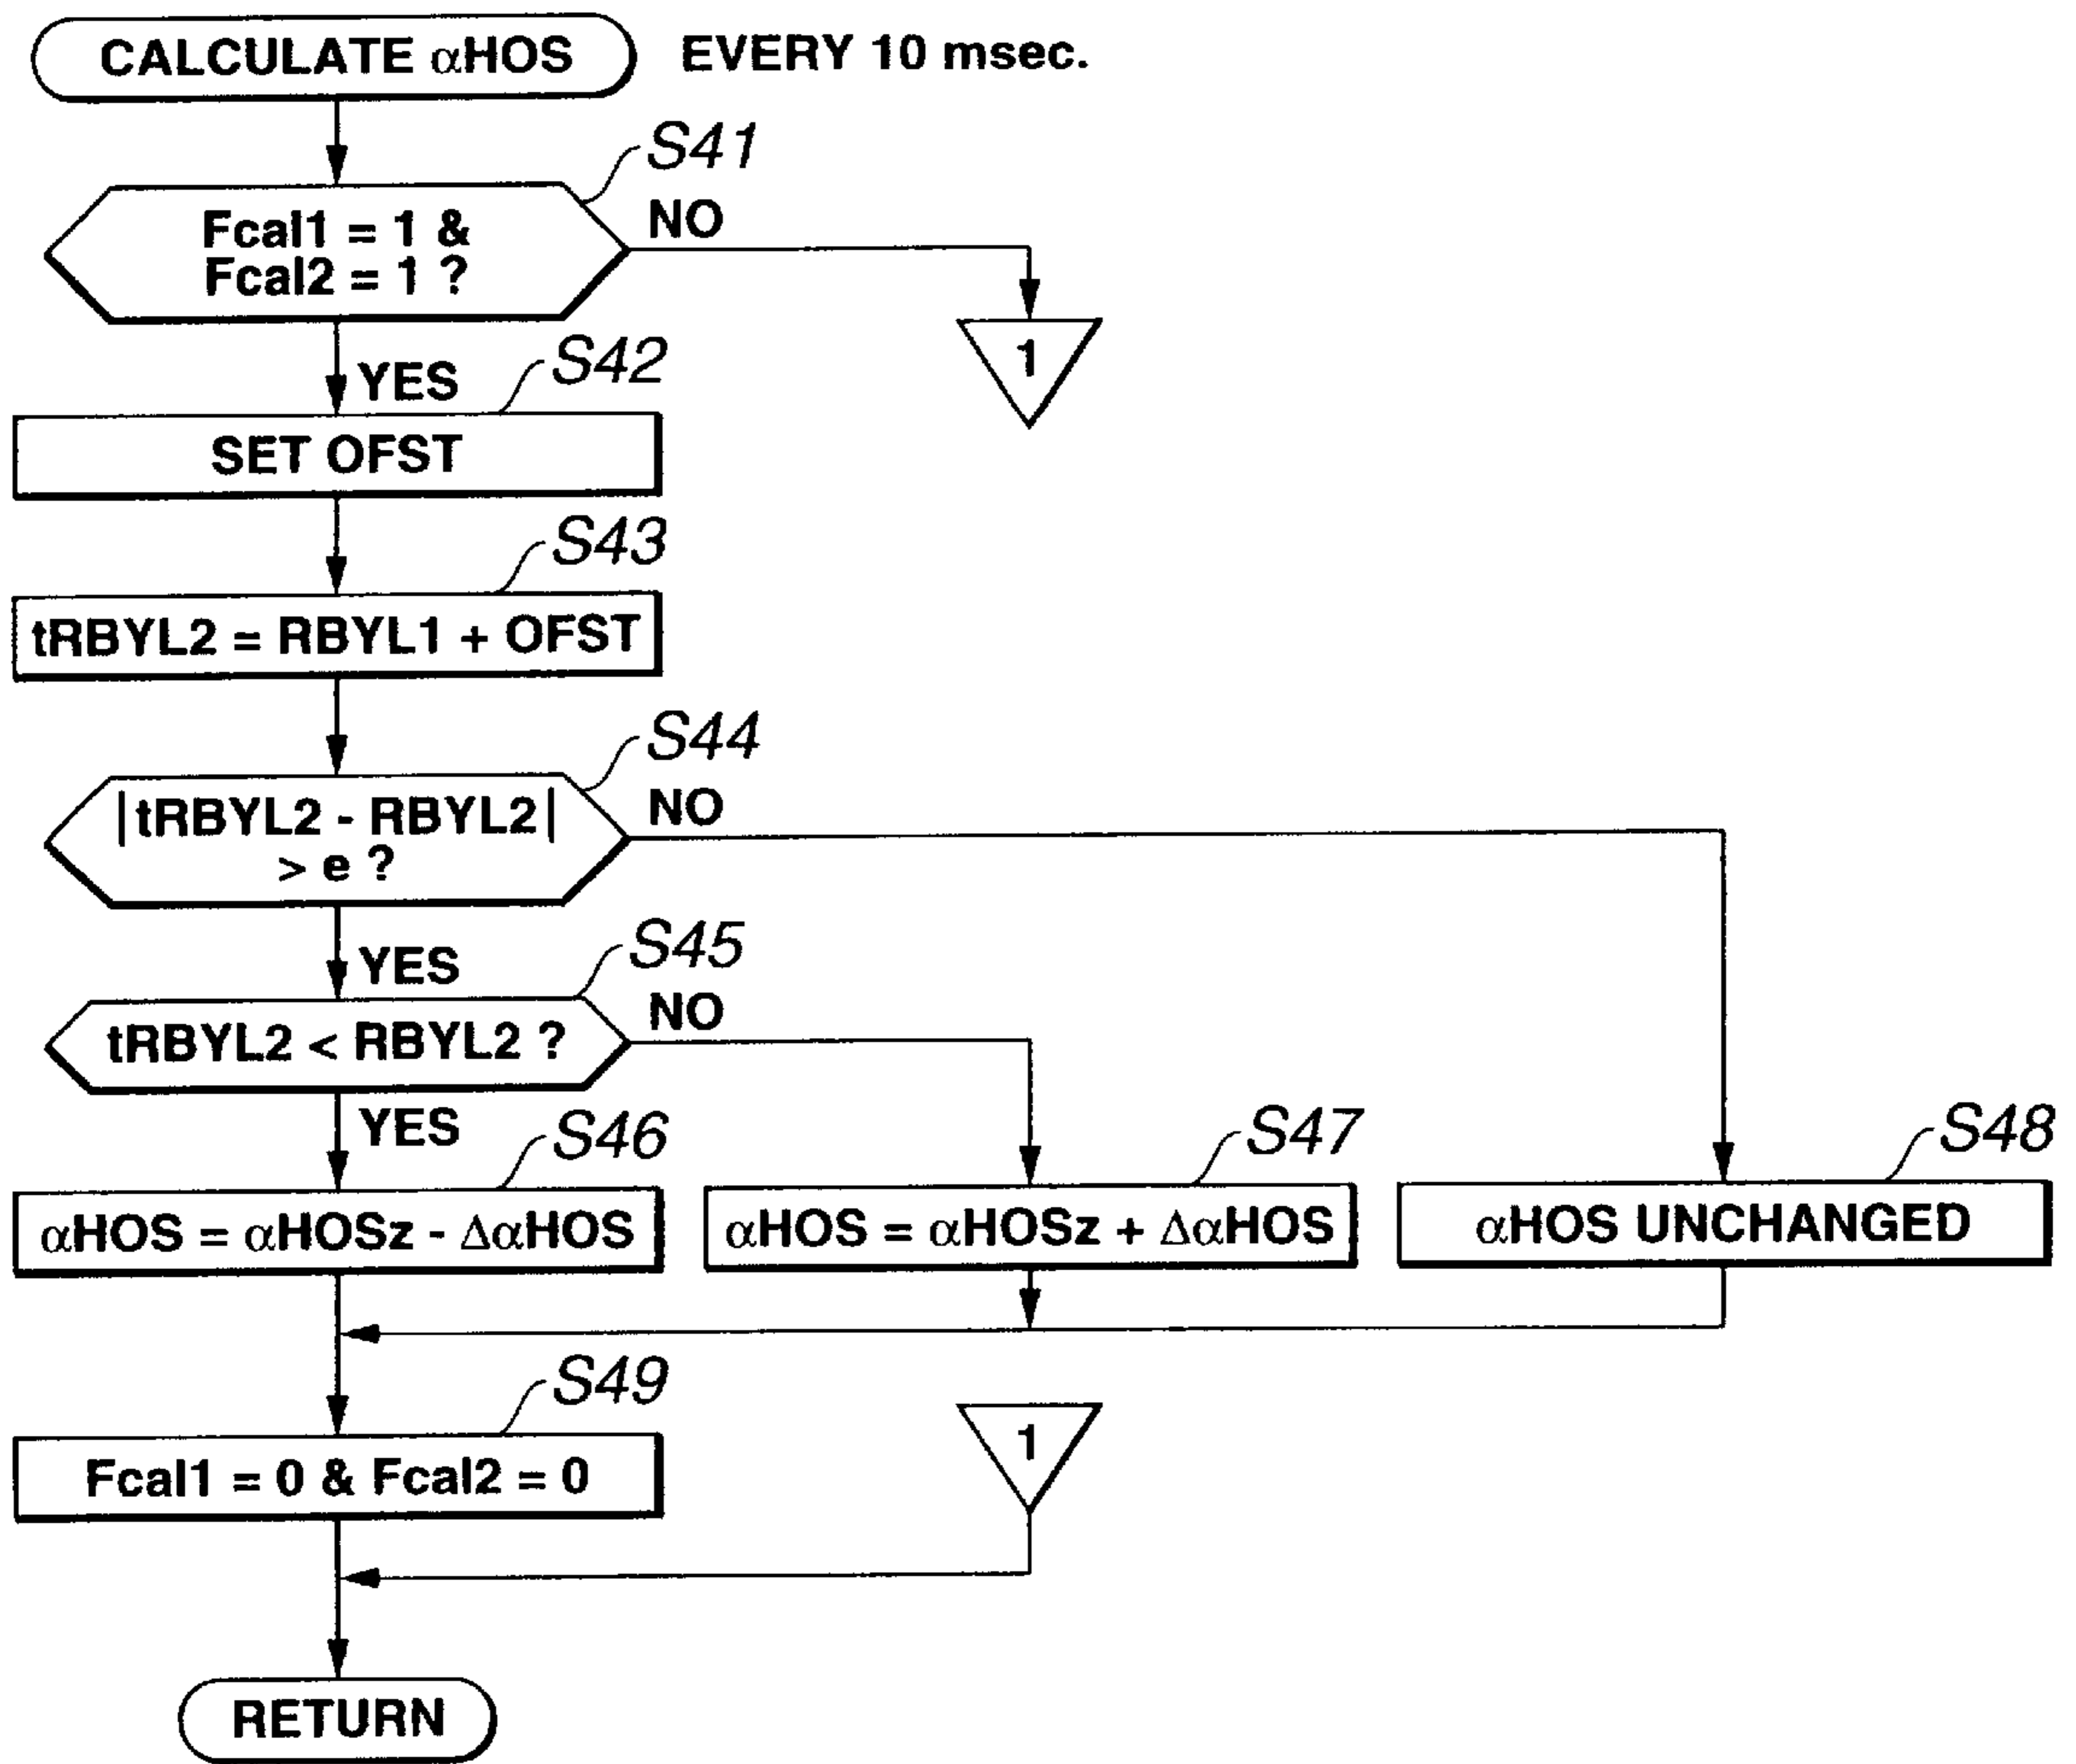 CALCULATE αHOS
EVERY 10 msec.
S41
Fcal1 = 1 &
Fcal2 = 1 ?
NO
1
YES
S42
SET OFST
S43
tRBYL2 = RBYL1 + OFST
S44
|tRBYL2 - RBYL2|
> e ?
NO
YES
S45
tRBYL2 < RBYL2 ?
NO
YES
S46
αHOS = αHOSz - ΔαHOS
S47
αHOS = αHOSz + ΔαHOS
S48
αHOS UNCHANGED
S49
Fcal1 = 0 & Fcal2 = 0
1
RETURN